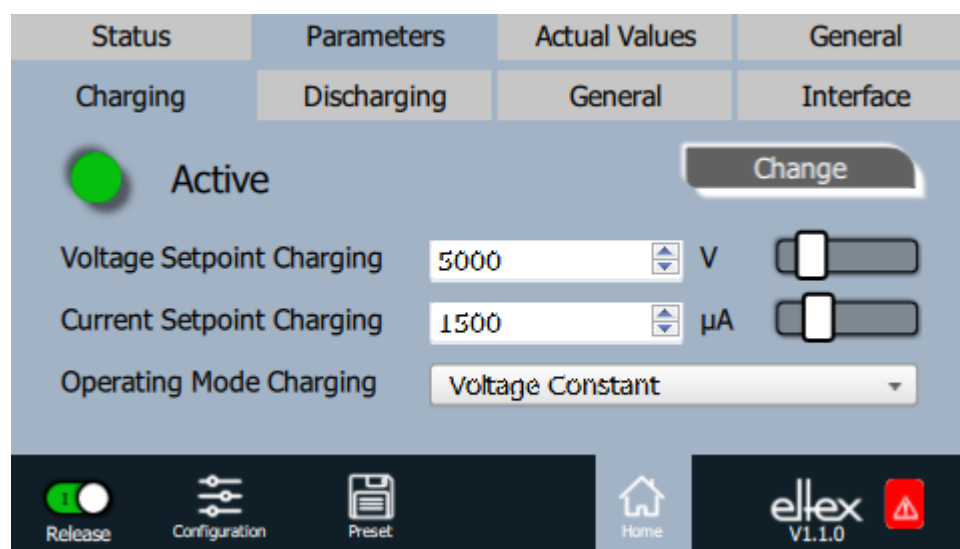 Status Parameters Actual Values General
Charging Discharging General Interface
Active Change
Voltage Setpoint Charging 5000 V
Current Setpoint Charging 1500 µA
Operating Mode Charging Voltage Constant
I
Release Configuration Preset Home eltex
V1.1.0